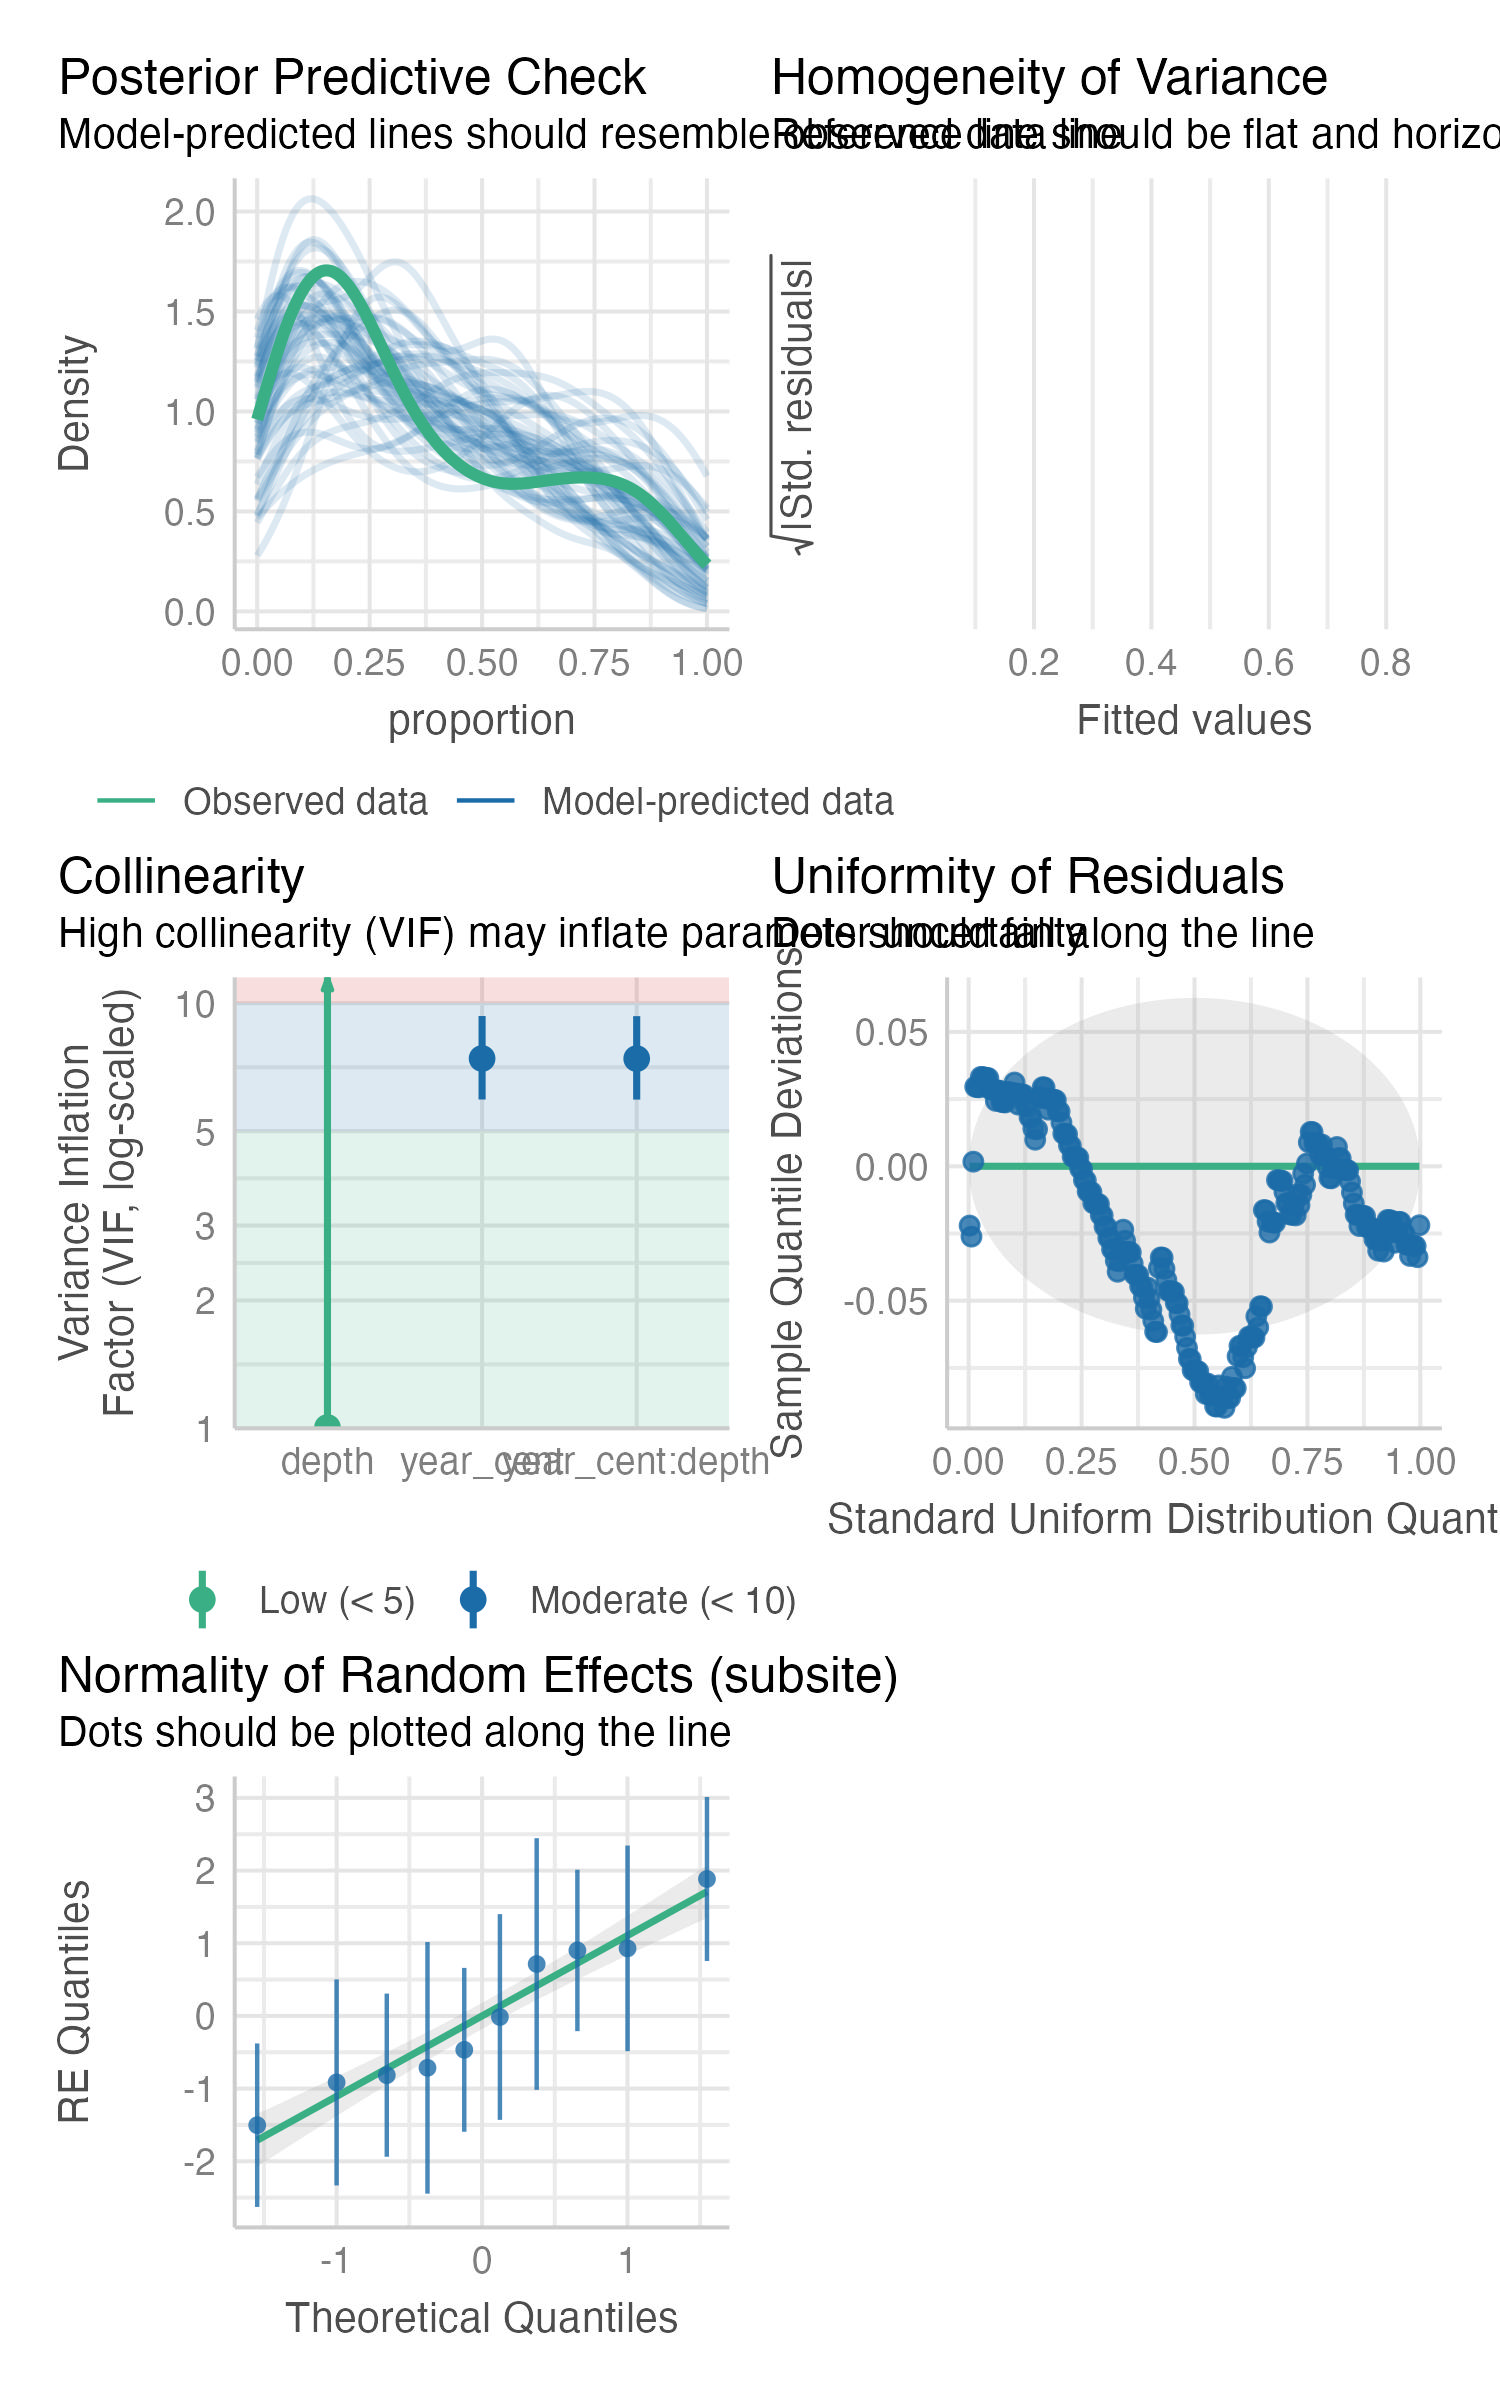 Posterior Predictive Check
Model-predicted lines should resemble observed data line
2.0
1.5
1.0
0.5
0.0
Density
0.00 0.25 0.50 0.75 1.00
proportion
Observed data Model-predicted data
Homogeneity of Variance
Reference line should be flat and horizo
√|Std. residuals|
0.2 0.4 0.6 0.8
Fitted values
Collinearity
High collinearity (VIF) may inflate parameter uncertainty
Variance Inflation
Factor (VIF, log-scaled)
10
5
3
2
1
depth year_cent year_cent:depth
Low (< 5) Moderate (< 10)
Uniformity of Residuals
Dots should fall along the line
Sample Quantile Deviations
0.05
0.00
-0.05
0.00 0.25 0.50 0.75 1.00
Standard Uniform Distribution Quant
Normality of Random Effects (subsite)
Dots should be plotted along the line
RE Quantiles
3
2
1
0
-1
-2
-1 0 1
Theoretical Quantiles